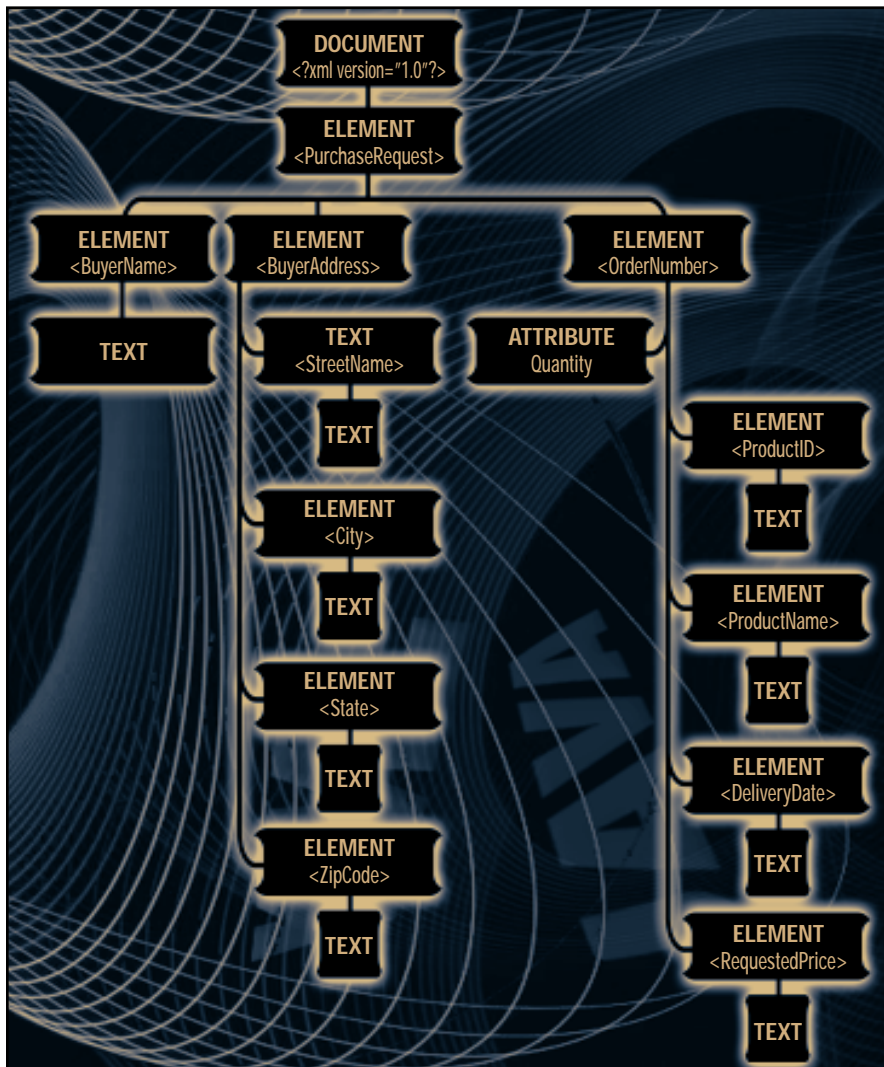 DOCUMENT
<?xml version="1.0"?>
ELEMENT
<PurchaseRequest>
ELEMENT
<BuyerName>
ELEMENT
<BuyerAddress>
ELEMENT
<OrderNumber>
TEXT
TEXT
<StreetName>
ATTRIBUTE
Quantity
TEXT
ELEMENT
<City>
TEXT
ELEMENT
<State>
TEXT
ELEMENT
<ZipCode>
TEXT
ELEMENT
<ProductID>
TEXT
ELEMENT
<ProductName>
TEXT
ELEMENT
<DeliveryDate>
TEXT
ELEMENT
<RequestedPrice>
TEXT
JAVA